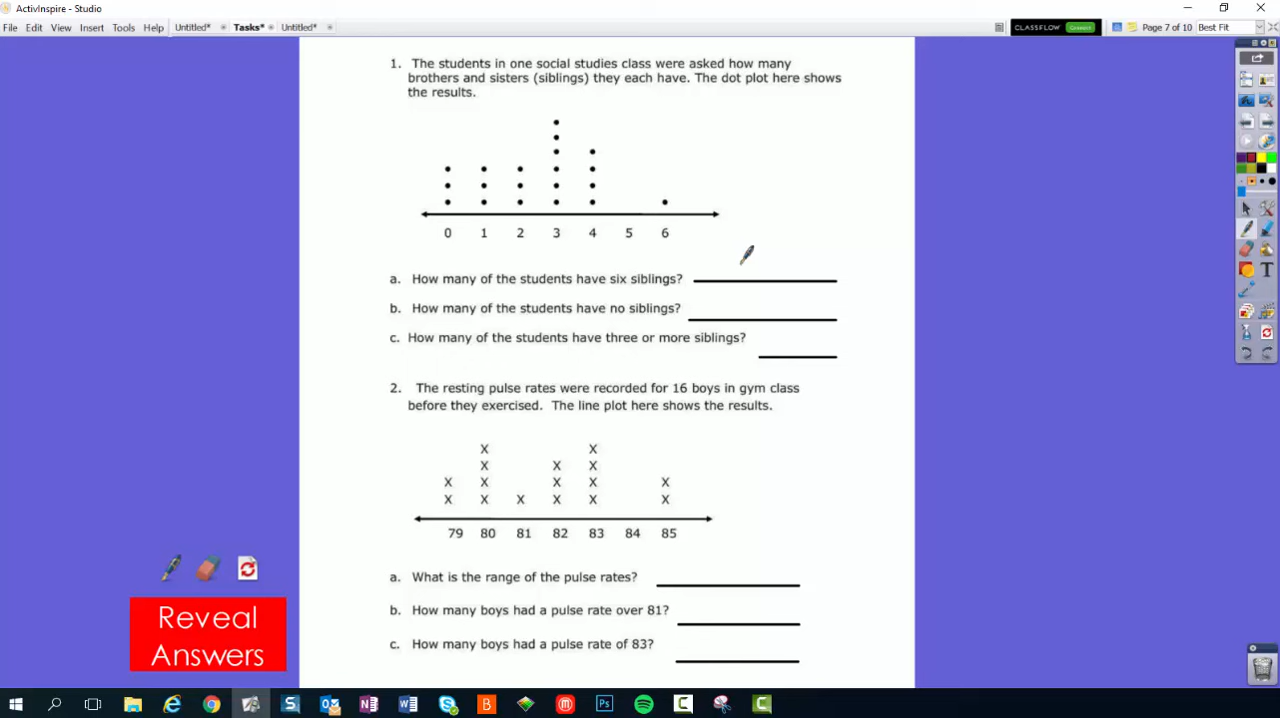 ActivInspire - Studio
File Edit View Insert Tools Help Untitled* Tasks* Untitled* CLASSFLOW Connect Page 7 of 10 Best Fit
1. The students in one social studies class were asked how many
brothers and sisters (siblings) they each have. The dot plot here shows
the results.
0 1 2 3 4 5 6
a. How many of the students have six siblings?
b. How many of the students have no siblings?
c. How many of the students have three or more siblings?
2. The resting pulse rates were recorded for 16 boys in gym class
before they exercised. The line plot here shows the results.
X X
X X X X
X X X X X X
X X X X X X
79 80 81 82 83 84 85
a. What is the range of the pulse rates?
b. How many boys had a pulse rate over 81?
c. How many boys had a pulse rate of 83?
Reveal
Answers